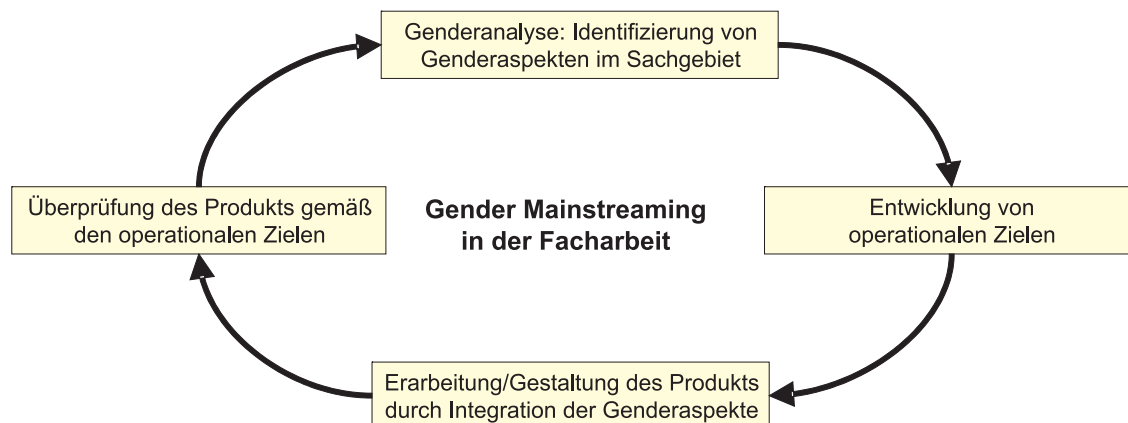 Genderanalyse: Identifizierung von
Genderaspekten im Sachgebiet
Überprüfung des Produkts gemäß
den operationalen Zielen
Gender Mainstreaming
in der Facharbeit
Entwicklung von
operationalen Zielen
Erarbeitung/Gestaltung des Produkts
durch Integration der Genderaspekte